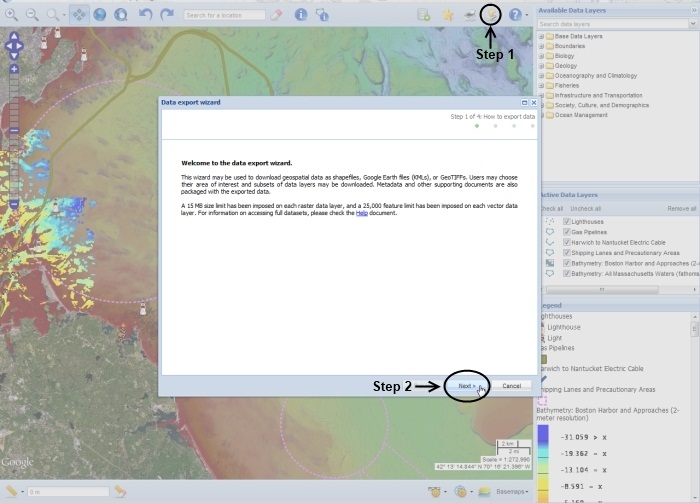 Search for a location
Step 1
Available Data Layers
Search data layers
Base Data Layers
Boundaries
Biology
Geology
Oceanography and Climatology
Fisheries
Infrastructure and Transportation
Society, Culture, and Demographics
Ocean Management
Data export wizard
Step 1 of 4: How to export data
Welcome to the data export wizard.
This wizard may be used to download geospatial data as shapefiles, Google Earth files (KMLs), or GeoTIFFs. Users may choose
their area of interest and subsets of data layers may be downloaded. Metadata and other supporting documents are also
packaged with the exported data.
A 15 MB size limit has been imposed on each raster data layer, and a 25,000 feature limit has been imposed on each vector data
layer. For information on accessing full datasets, please check the Help document.
Step 2
Next >
Cancel
Active Data Layers
Check all Uncheck all Remove all
Lighthouses
Gas Pipelines
Harwich to Nantucket Electric Cable
Shipping Lanes and Precautionary Areas
Bathymetry: Boston Harbor and Approaches (2-
Bathymetry: All Massachusetts Waters (fathoms
Legend
Lighthouses
Lighthouse
Light
Gas Pipelines
Harwich to Nantucket Electric Cable
Shipping Lanes and Precautionary Areas
Bathymetry: Boston Harbor and Approaches (2-
meter resolution)
-31.059 > x
-19.362 - x
-13.104 - x
-8.591 - x
Google
2 km
2 mi
Scale = 1:272,990
0 m
Basemaps